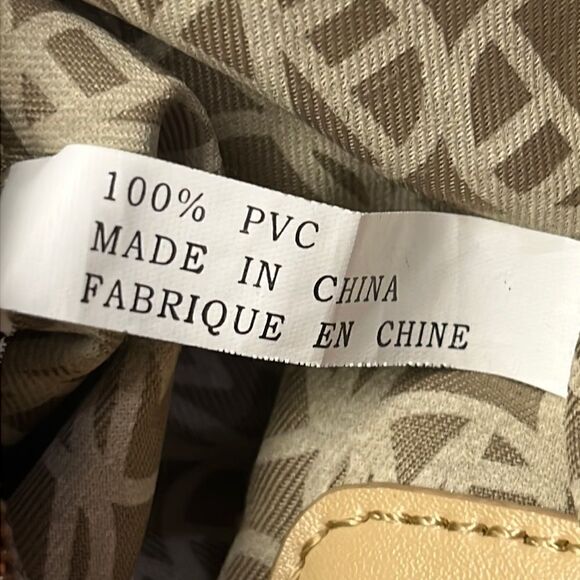 100% PVC
MADE IN CHINA
FABRIQUE EN CHINE